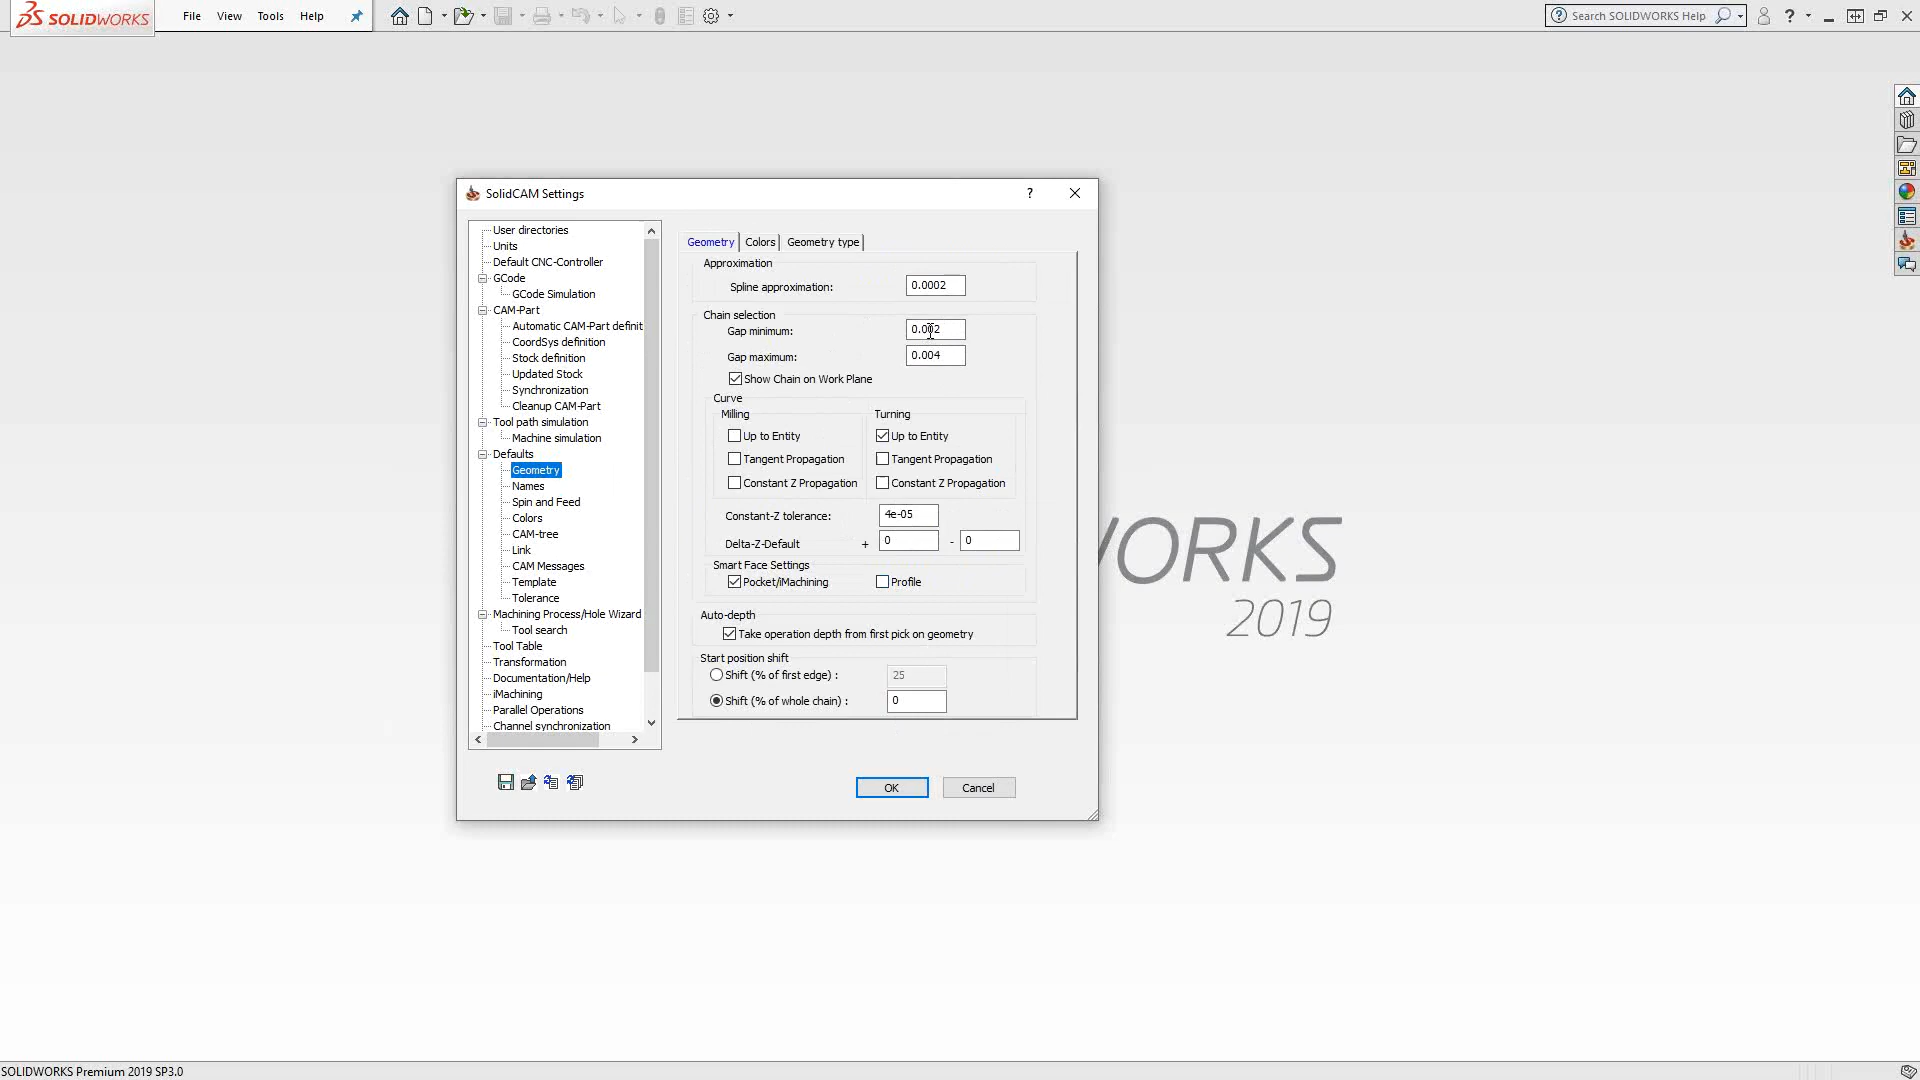 SOLIDWORKS File View Tools Help Search SOLIDWORKS Help ?
SolidCAM Settings ?
User directories
Units
Default CNC-Controller
GCode
GCode Simulation
CAM-Part
Automatic CAM-Part definit
CoordSys definition
Stock definition
Updated Stock
Synchronization
Cleanup CAM-Part
Tool path simulation
Machine simulation
Defaults
Geometry
Names
Spin and Feed
Colors
CAM-tree
Link
CAM Messages
Template
Tolerance
Machining Process/Hole Wizard
Tool search
Tool Table
Transformation
Documentation/Help
iMachining
Parallel Operations
Channel synchronization
Geometry Colors Geometry type
Approximation
Spline approximation: 0.0002
Chain selection
Gap minimum: 0.002
Gap maximum: 0.004
Show Chain on Work Plane
Curve
Milling Turning
Up to Entity Up to Entity
Tangent Propagation Tangent Propagation
Constant Z Propagation Constant Z Propagation
Constant-Z tolerance: 4e-05
Delta-Z-Default + 0 - 0
Smart Face Settings
Pocket/iMachining Profile
Auto-depth
Take operation depth from first pick on geometry
Start position shift
Shift (% of first edge) : 25
Shift (% of whole chain) : 0
OK Cancel
WORKS
2019
SOLIDWORKS Premium 2019 SP3.0